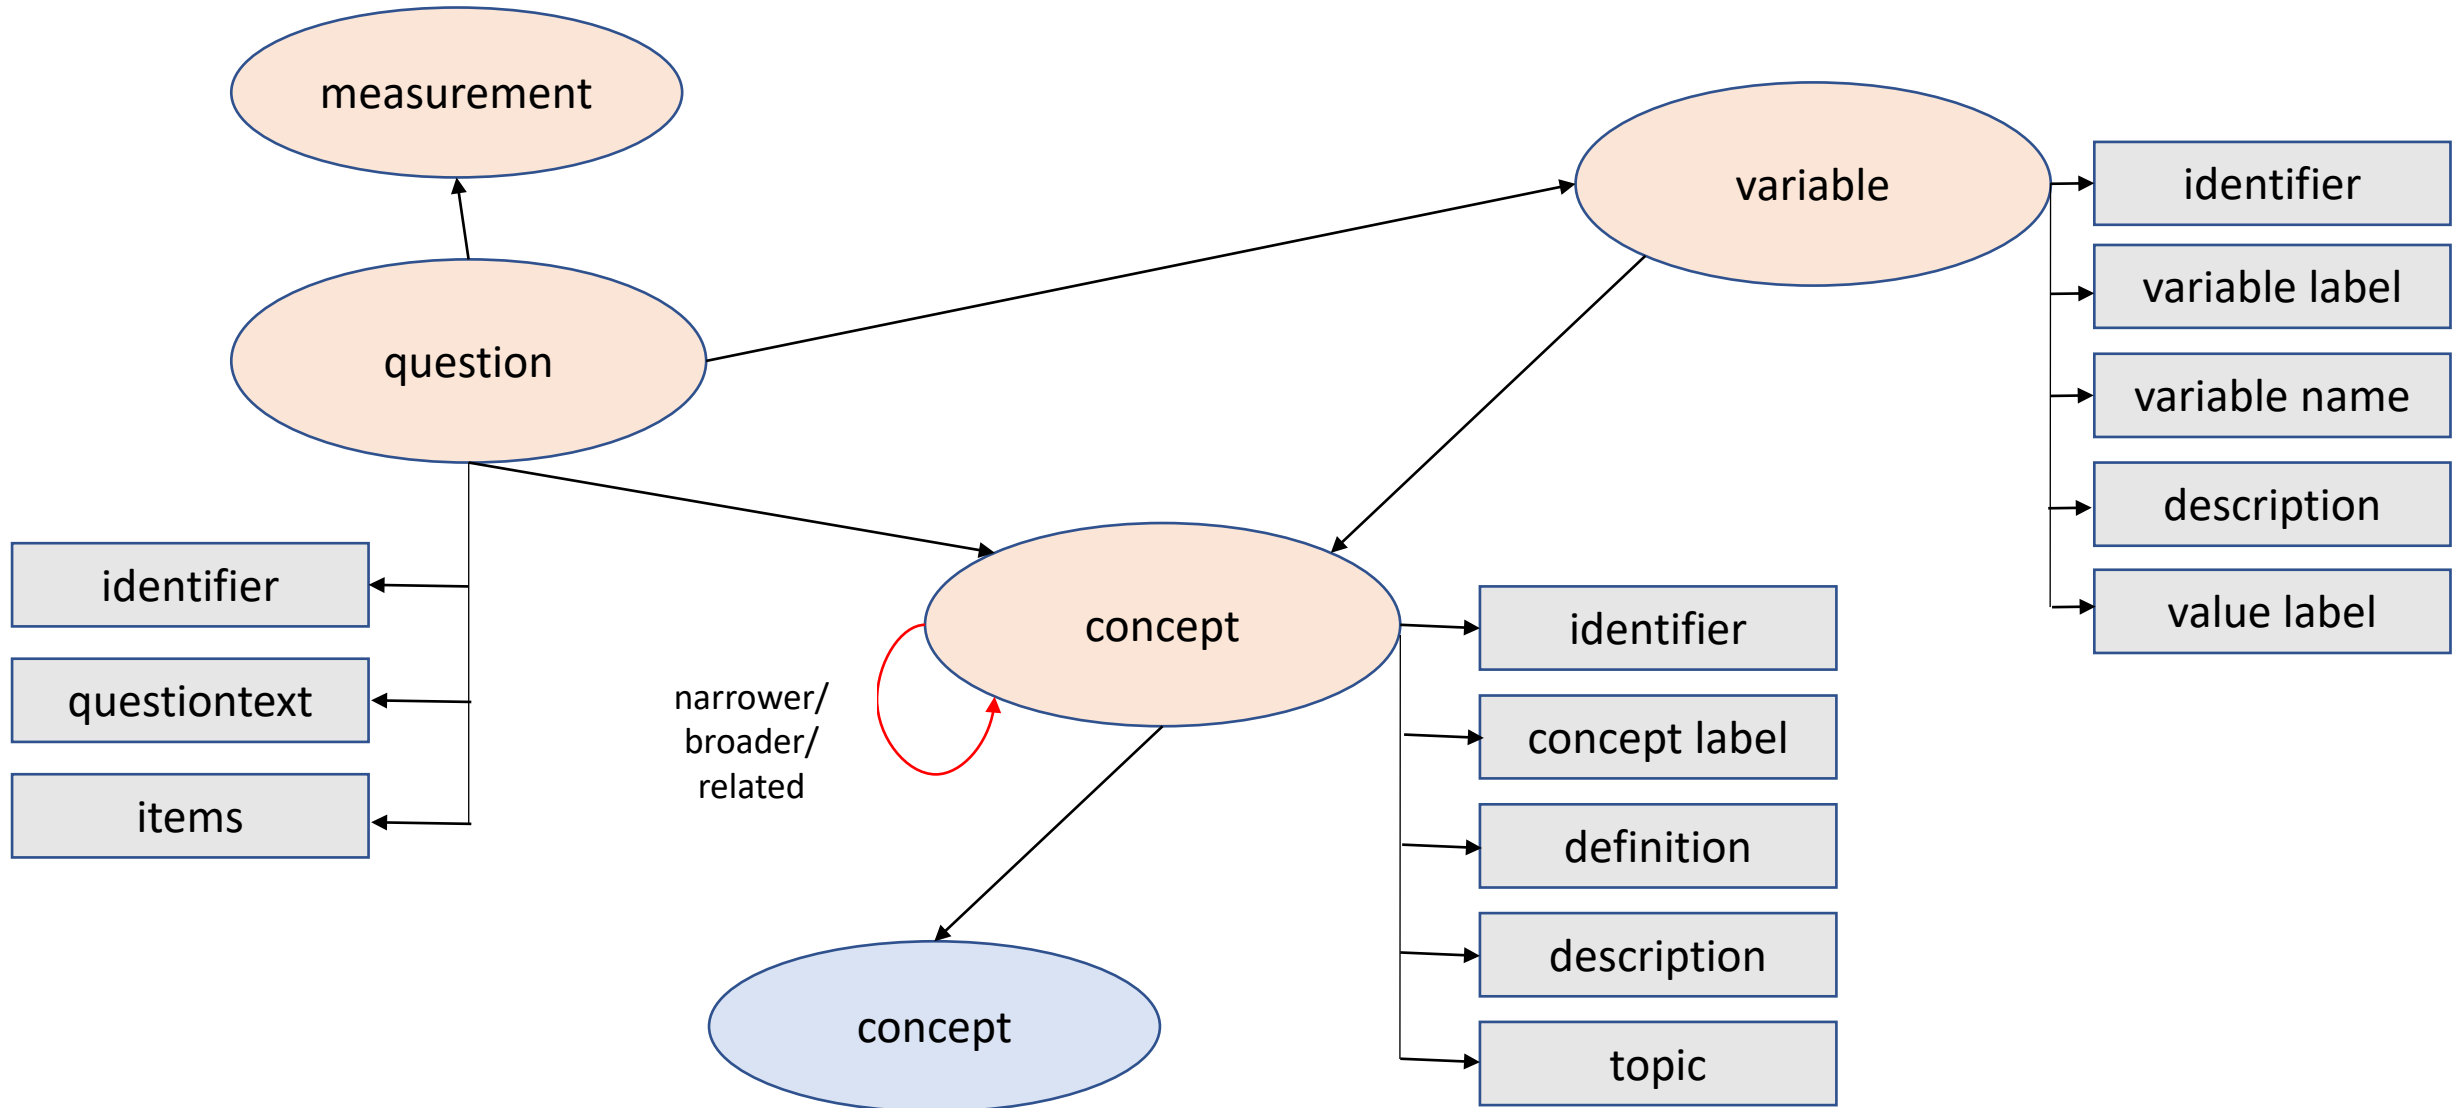 measurement
variable
identifier
variable label
variable name
description
value label
question
identifier
questiontext
items
concept
narrower/
broader/
related
identifier
concept label
definition
description
topic
concept